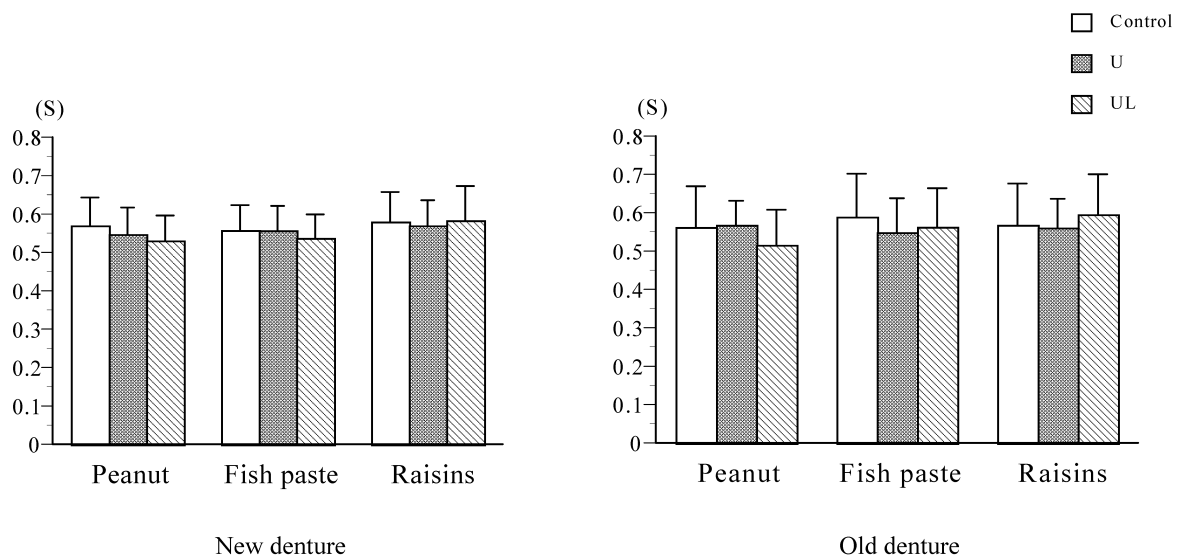 Control
U
UL
(S)
0.8
0.7
0.6
0.5
0.4
0.3
0.2
0.1
0
Peanut Fish paste Raisins
New denture
(S)
0.8
0.7
0.6
0.5
0.4
0.3
0.2
0.1
0
Peanut Fish paste Raisins
Old denture